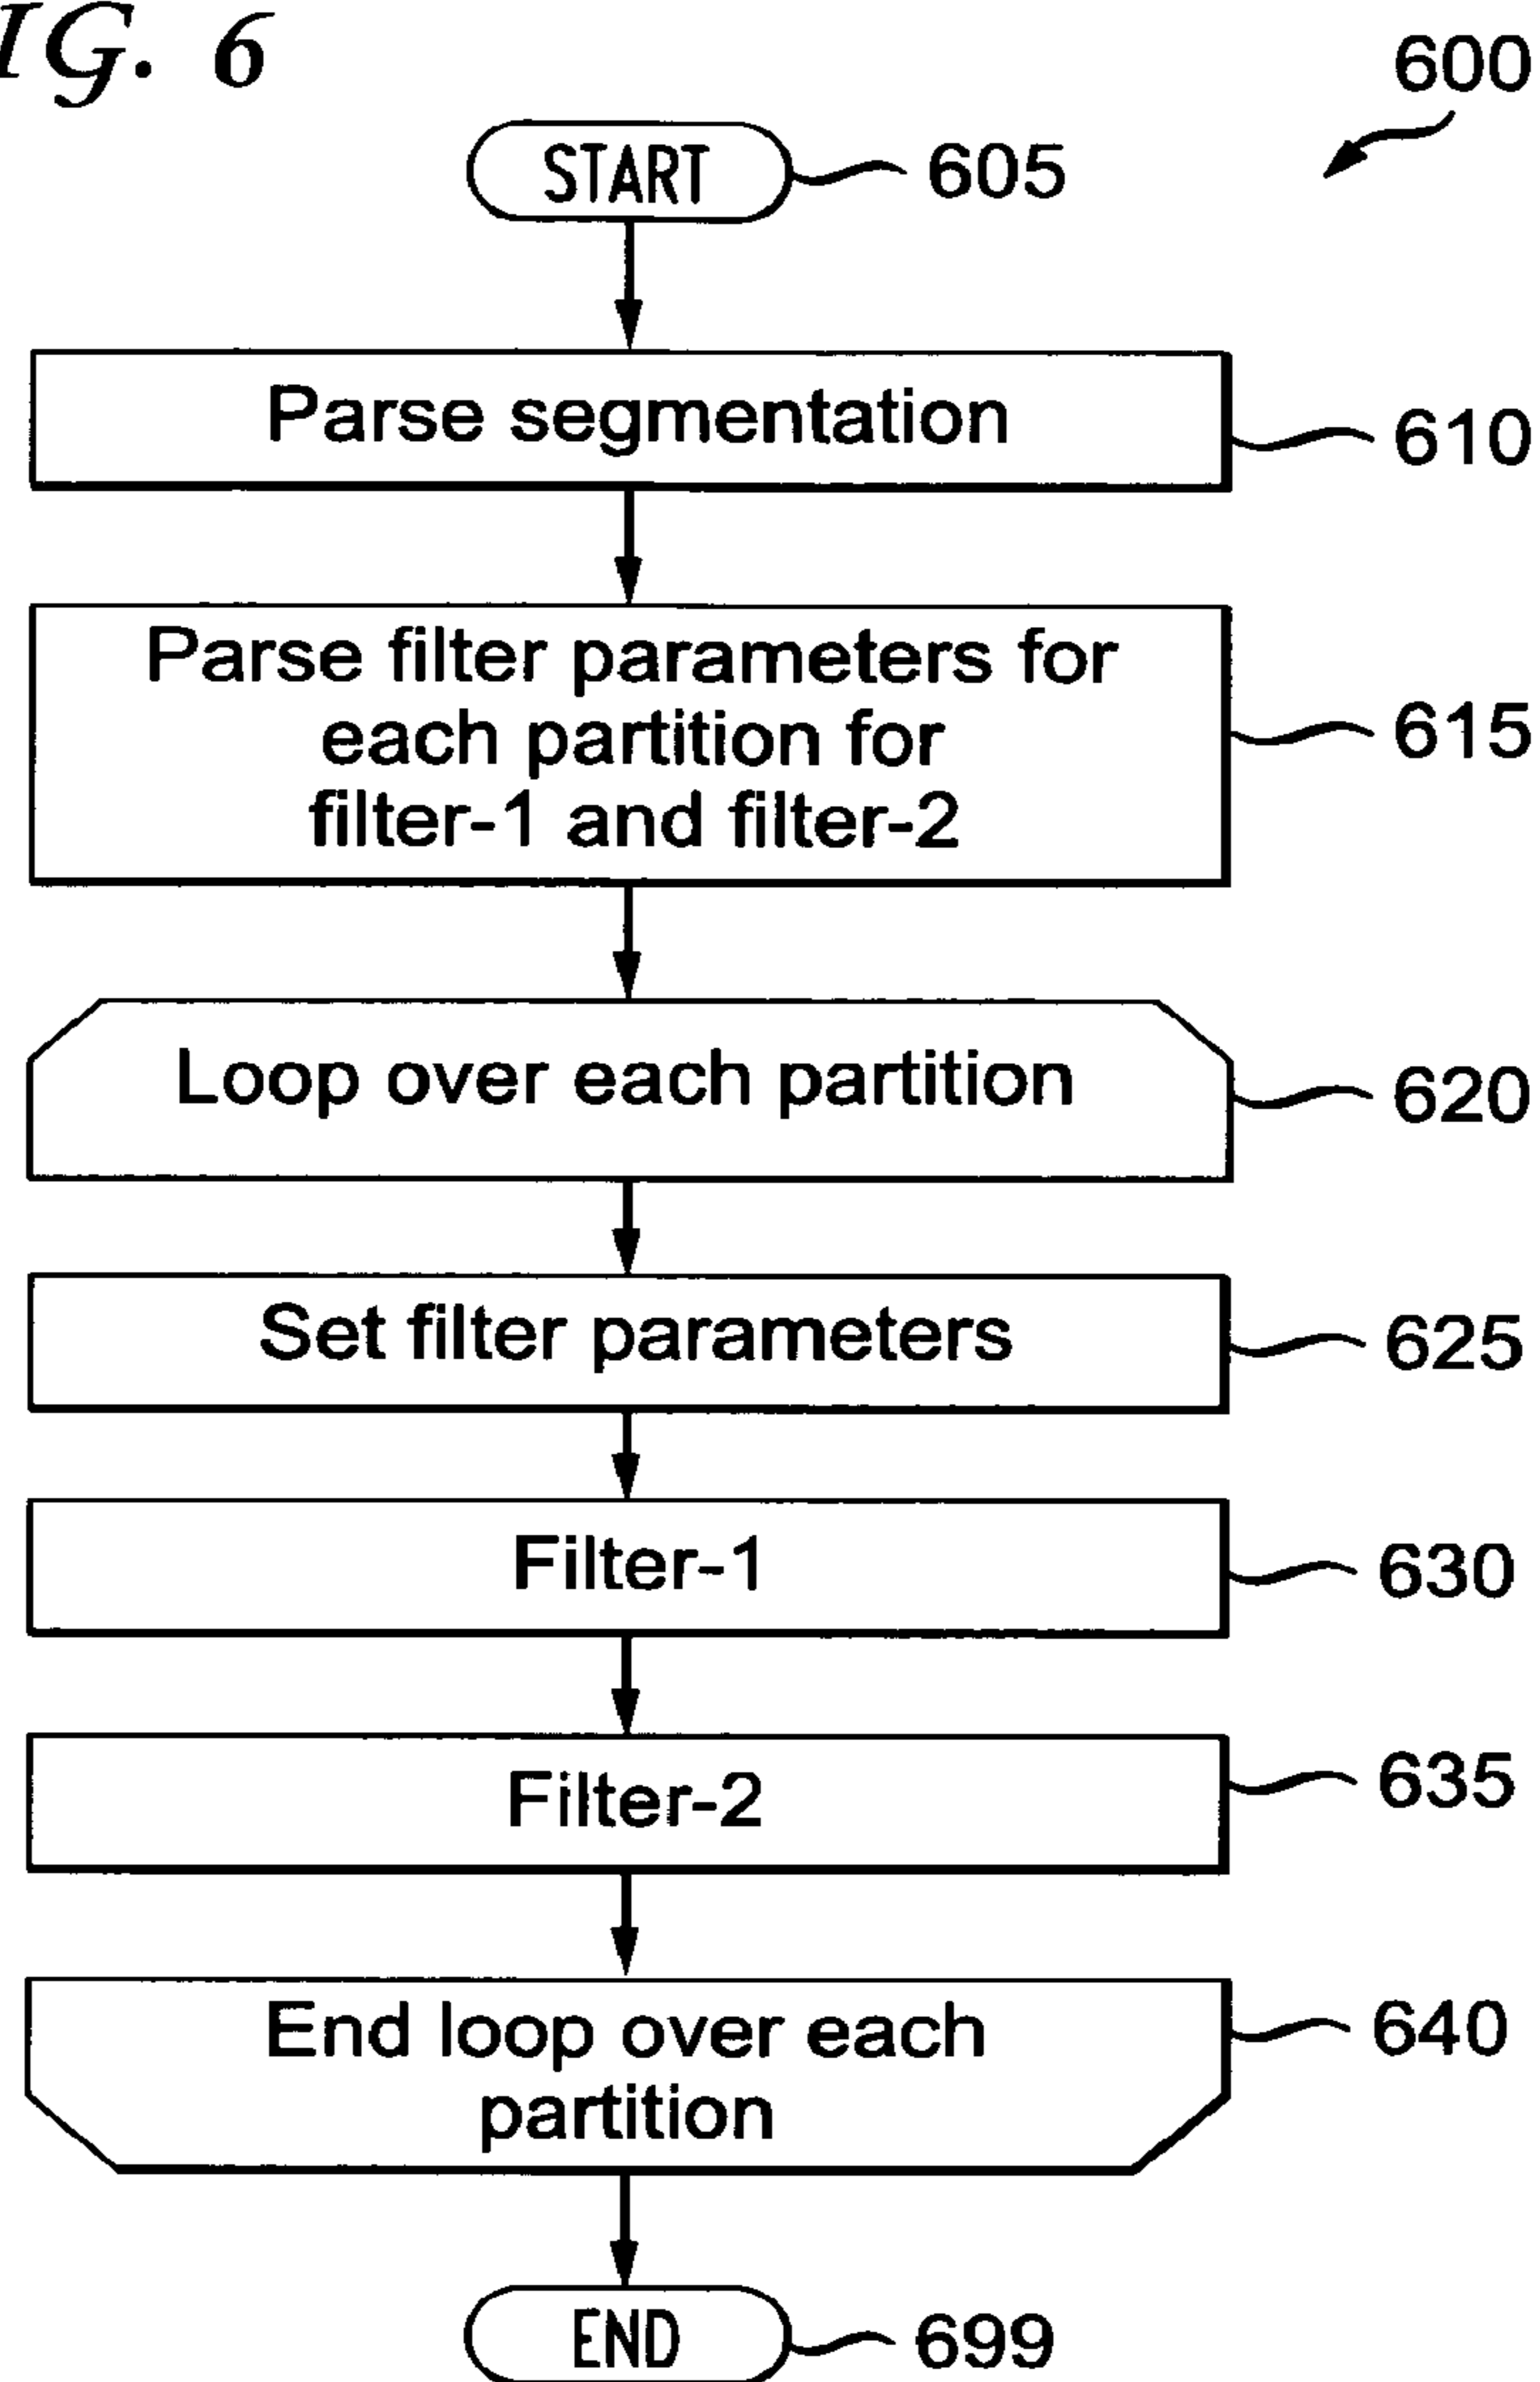 IG. 6
600
START
605
Parse segmentation
610
Parse filter parameters for
each partition for
filter-1 and filter-2
615
Loop over each partition
620
Set filter parameters
625
Filter-1
630
Filter-2
635
End loop over each
partition
640
END
699